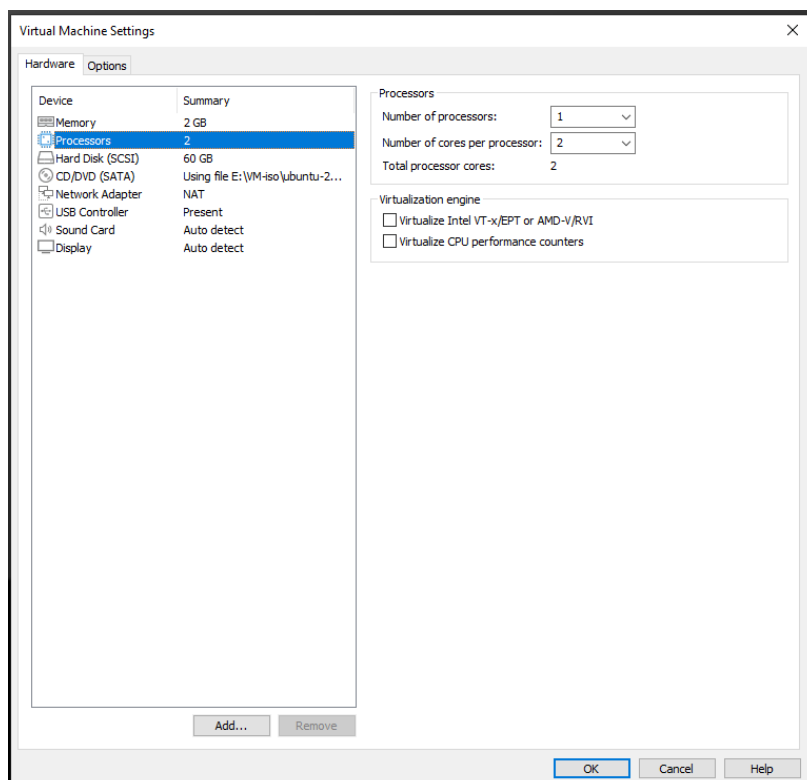 Virtual Machine Settings
Hardware Options
Device Summary
Memory 2 GB
Processors 2
Hard Disk (SCSI) 60 GB
CD/DVD (SATA) Using file E:\VM-iso\ubuntu-2...
Network Adapter NAT
USB Controller Present
Sound Card Auto detect
Display Auto detect
Add... Remove
Processors
Number of processors: 1
Number of cores per processor: 2
Total processor cores: 2
Virtualization engine
Virtualize Intel VT-x/EPT or AMD-V/RVI
Virtualize CPU performance counters
OK Cancel Help